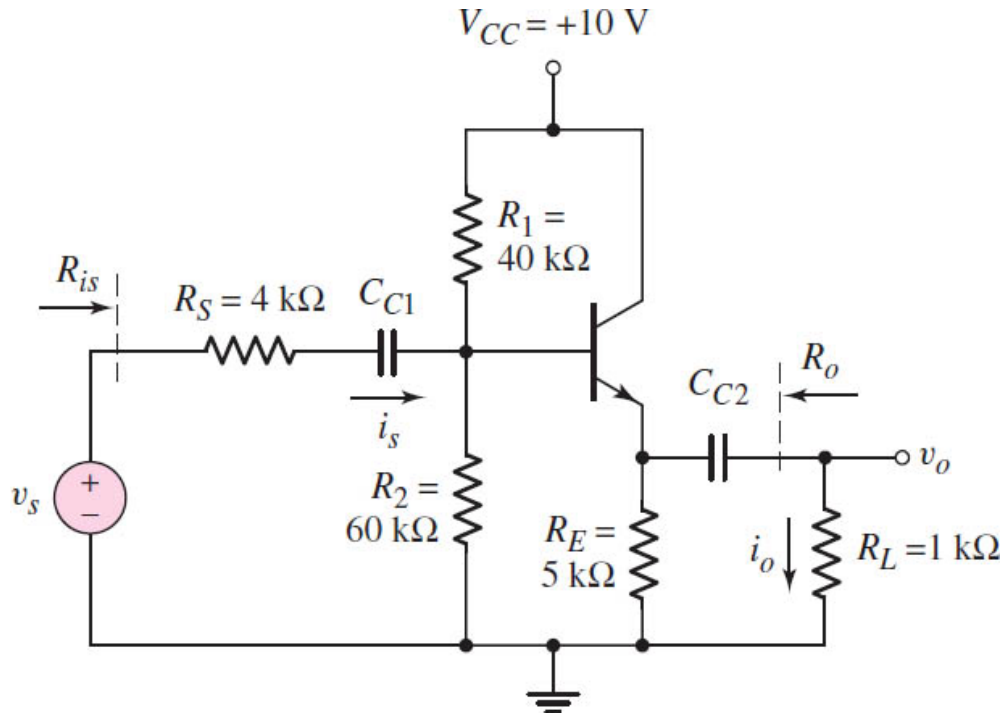 V_CC = +10 V
R_1 =
40 kΩ
R_is
R_S = 4 kΩ
C_C1
i_s
C_C2
R_o
v_s
+
−
R_2 =
60 kΩ
R_E =
5 kΩ
i_o
R_L =1 kΩ
v_o